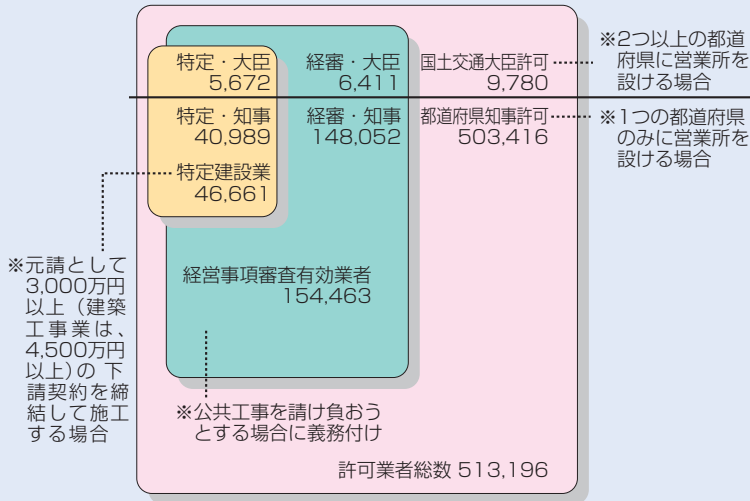 特定・大臣
5,672
経審・大臣
6,411
国土交通大臣許可
9,780
※2つ以上の都道
府県に営業所を
設ける場合
特定・知事
40,989
経審・知事
148,052
都道府県知事許可
503,416
※1つの都道府県
のみに営業所を
設ける場合
特定建設業
46,661
※元請として
3,000万円
以上（建築
工事業は、
4,500万円
以上）の下
請契約を締
結して施工
する場合
経営事項審査有効業者
154,463
※公共工事を請け負おう
とする場合に義務付け
許可業者総数 513,196